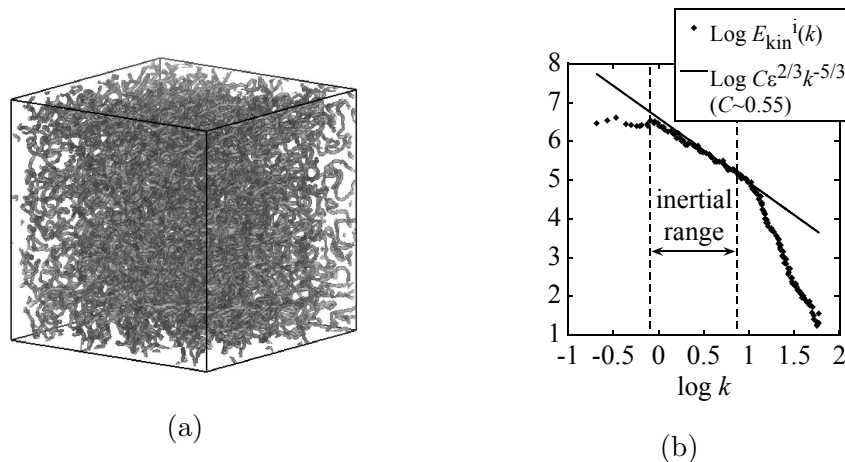 Log E_kin^i(k)
Log Cε^2/3k^-5/3
(C~0.55)
8
7
6
5
4
3
2
1
inertial
range
-1 -0.5 0 0.5 1 1.5 2
log k
(a)
(b)